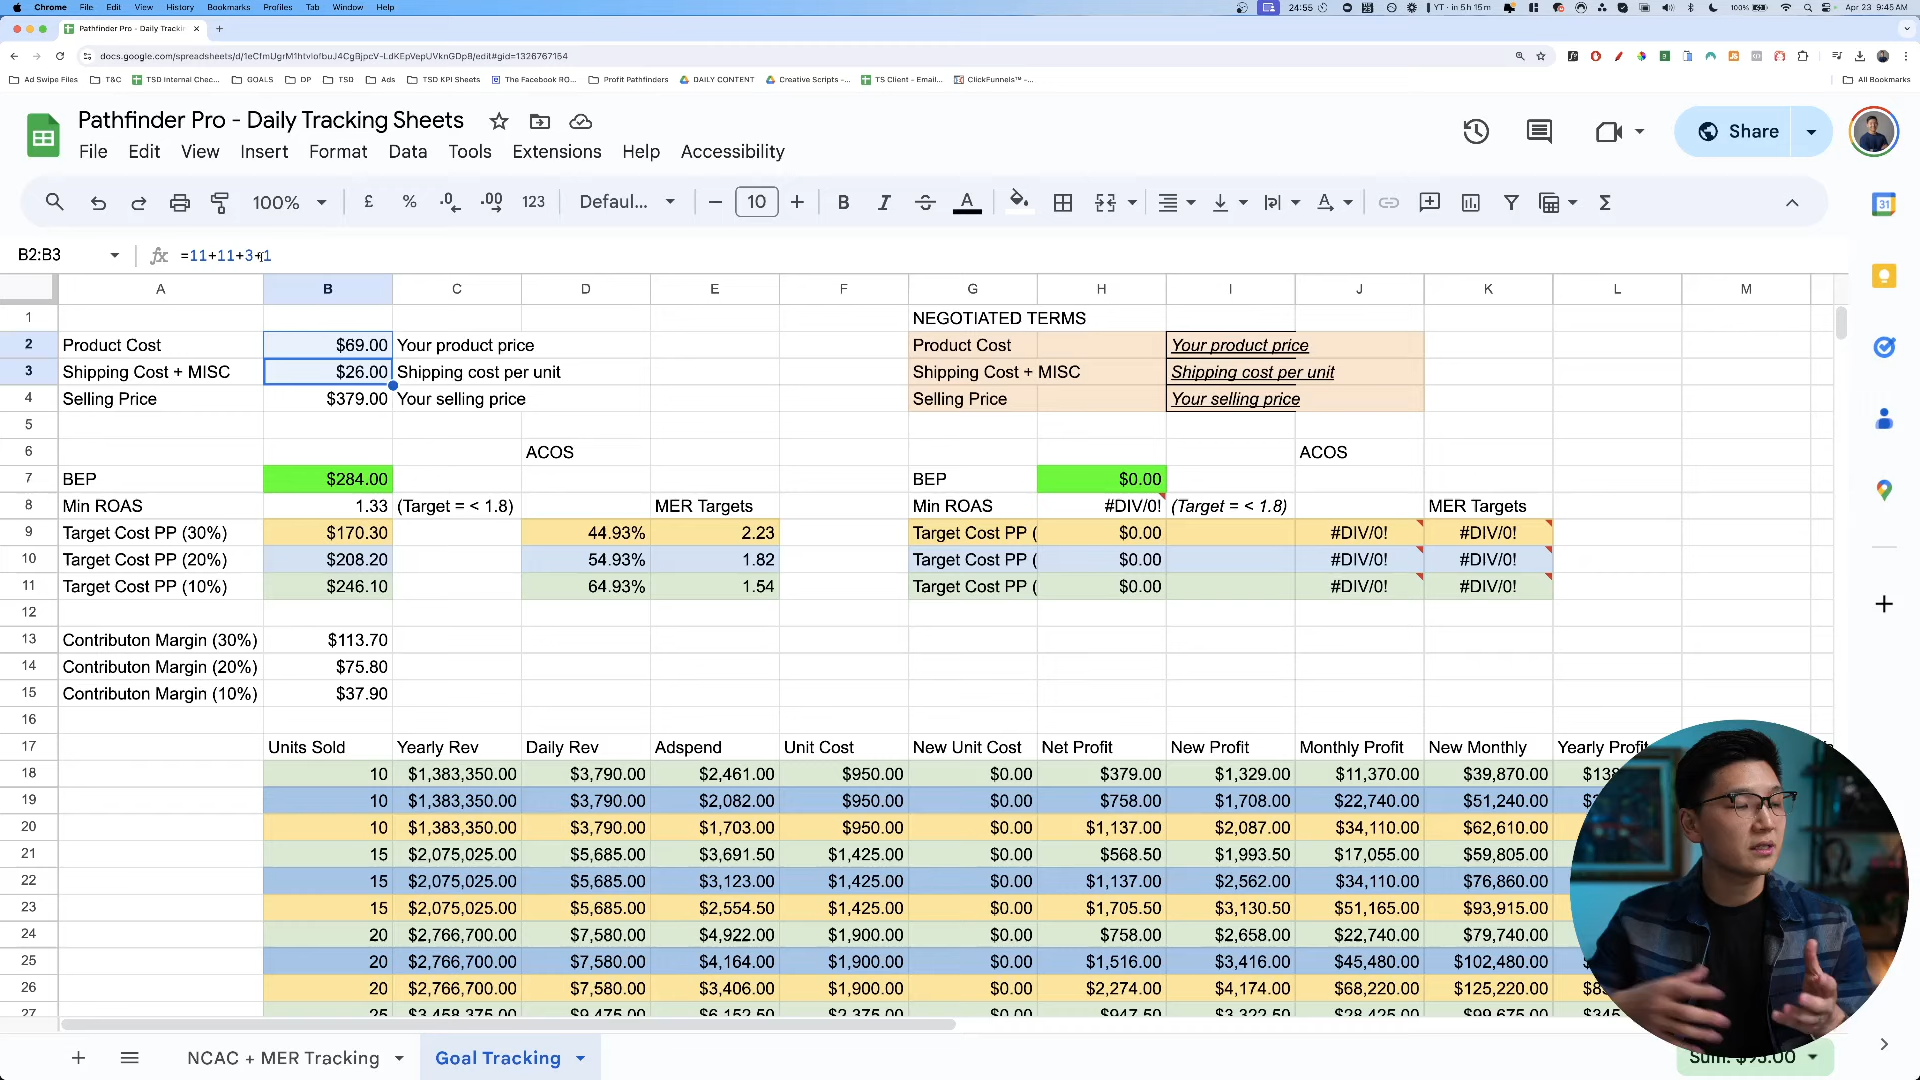 Chrome File Edit View History Bookmarks Profiles Tab Window Help 24:55 YT - in 5h 15m 100% Apr 23 9:45 AM
Pathfinder Pro - Daily Trackin
docs.google.com/spreadsheets/d/1eCfmUgrM1htvIofbuJ4CgBjpcV-LdKEpVepUVknGDp8/edit#gid=1326767154
Ad Swipe Files T&C TSD Internal Chec... GOALS DP TSD Ads TSD KPI Sheets The Facebook RO... Profit Pathfinders DAILY CONTENT Creative Scripts -... TS Client - Email... ClickFunnels™ -... All Bookmarks
Pathfinder Pro - Daily Tracking Sheets
File Edit View Insert Format Data Tools Extensions Help Accessibility
Share
100% £ % .0 .00 123 Defaul... 10 B I A
B2:B3 fx =11+11+3+1
A B C D E F G H I J K L M
1 NEGOTIATED TERMS
2 Product Cost $69.00 Your product price Product Cost Your product price
3 Shipping Cost + MISC $26.00 Shipping cost per unit Shipping Cost + MISC Shipping cost per unit
4 Selling Price $379.00 Your selling price Selling Price Your selling price
5
6 ACOS ACOS
7 BEP $284.00 BEP $0.00
8 Min ROAS 1.33 (Target = < 1.8) MER Targets Min ROAS #DIV/0! (Target = < 1.8) MER Targets
9 Target Cost PP (30%) $170.30 44.93% 2.23 Target Cost PP ( $0.00 #DIV/0! #DIV/0!
10 Target Cost PP (20%) $208.20 54.93% 1.82 Target Cost PP ( $0.00 #DIV/0! #DIV/0!
11 Target Cost PP (10%) $246.10 64.93% 1.54 Target Cost PP ( $0.00 #DIV/0! #DIV/0!
12
13 Contributon Margin (30%) $113.70
14 Contributon Margin (20%) $75.80
15 Contributon Margin (10%) $37.90
16
17 Units Sold Yearly Rev Daily Rev Adspend Unit Cost New Unit Cost Net Profit New Profit Monthly Profit New Monthly Yearly Profit
18 10 $1,383,350.00 $3,790.00 $2,461.00 $950.00 $0.00 $379.00 $1,329.00 $11,370.00 $39,870.00
19 10 $1,383,350.00 $3,790.00 $2,082.00 $950.00 $0.00 $758.00 $1,708.00 $22,740.00 $51,240.00
20 10 $1,383,350.00 $3,790.00 $1,703.00 $950.00 $0.00 $1,137.00 $2,087.00 $34,110.00 $62,610.00
21 15 $2,075,025.00 $5,685.00 $3,691.50 $1,425.00 $0.00 $568.50 $1,993.50 $17,055.00 $59,805.00
22 15 $2,075,025.00 $5,685.00 $3,123.00 $1,425.00 $0.00 $1,137.00 $2,562.00 $34,110.00 $76,860.00
23 15 $2,075,025.00 $5,685.00 $2,554.50 $1,425.00 $0.00 $1,705.50 $3,130.50 $51,165.00 $93,915.00
24 20 $2,766,700.00 $7,580.00 $4,922.00 $1,900.00 $0.00 $758.00 $2,658.00 $22,740.00 $79,740.00
25 20 $2,766,700.00 $7,580.00 $4,164.00 $1,900.00 $0.00 $1,516.00 $3,416.00 $45,480.00 $102,480.00
26 20 $2,766,700.00 $7,580.00 $3,406.00 $1,900.00 $0.00 $2,274.00 $4,174.00 $68,220.00 $125,220.00
27 25 $3,458,375.00 $9,475.00 $6,152.50 $2,375.00 $0.00 $947.50 $3,322.50 $28,425.00 $99,675.00
NCAC + MER Tracking Goal Tracking Sum: $95.00